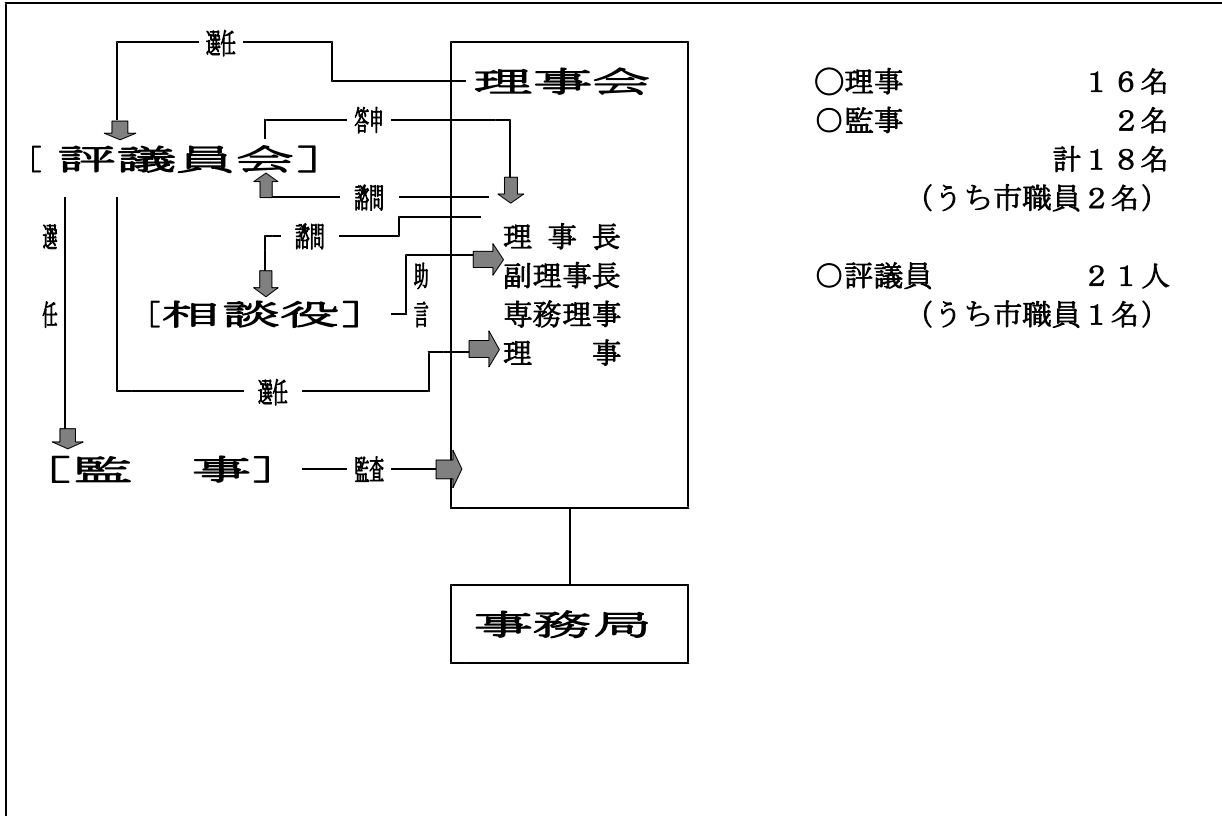 選任
理事会
答申
[評議員会]
諮問
諮問
選任
理事長
副理事長
専務理事
理　　事
助言
[相談役]
選任
[監　事]
監査
事務局
○理事　１６名
○監事　２名
計１８名
（うち市職員２名）
○評議員　２１人
（うち市職員１名）